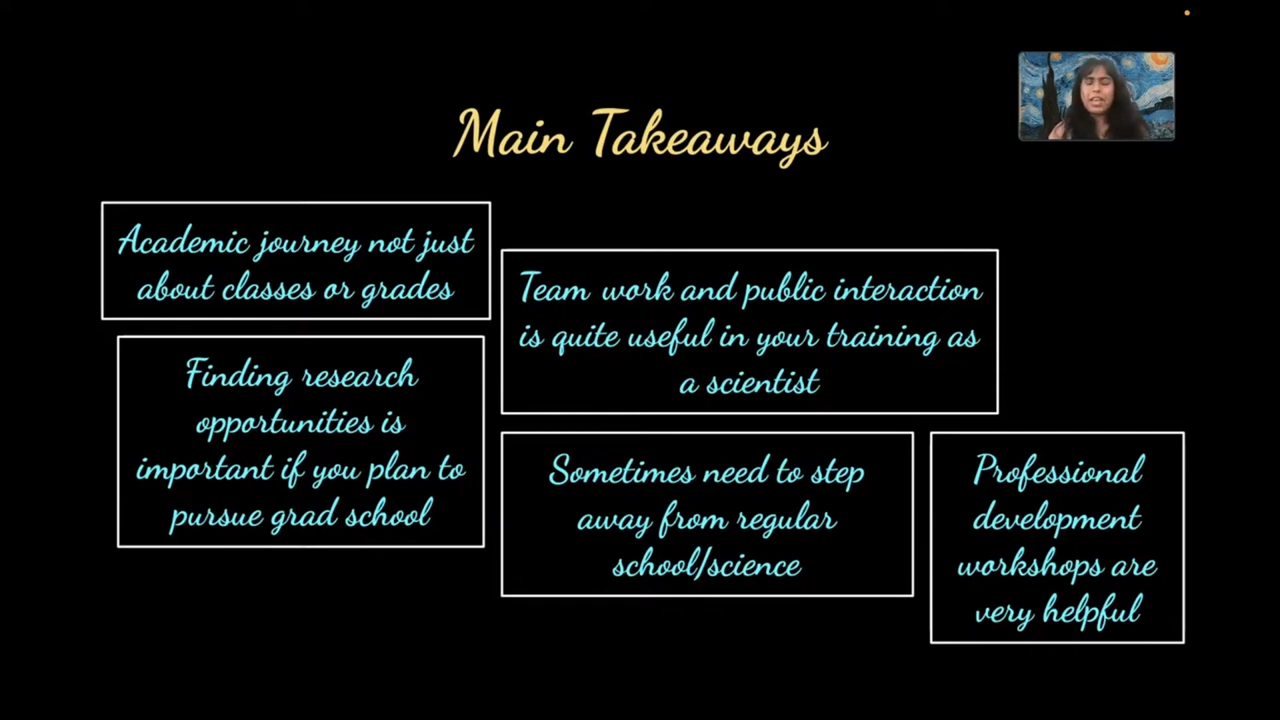 Main Takeaways
Academic journey not just
about classes or grades
Team work and public interaction
is quite useful in your training as
a scientist
Finding research
opportunities is
important if you plan to
pursue grad school
Sometimes need to step
away from regular
school/science
Professional
development
workshops are
very helpful